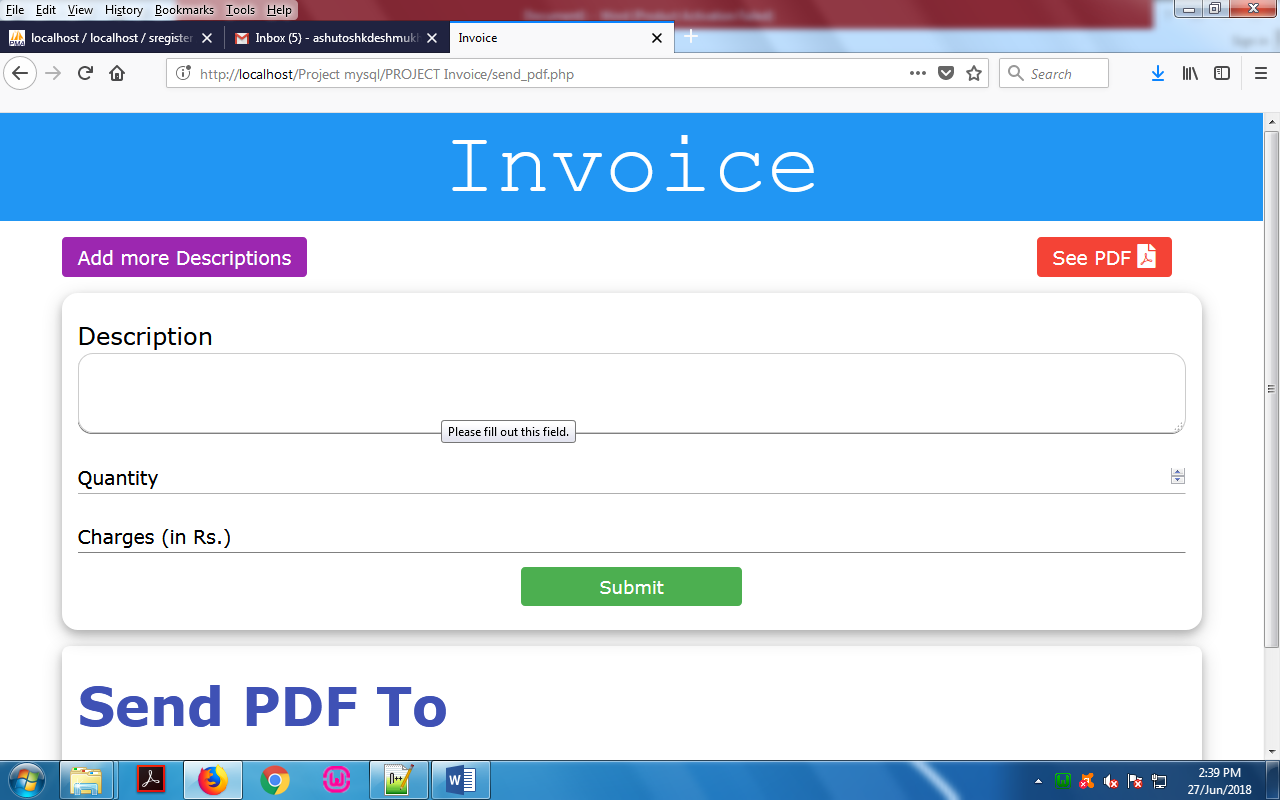 File Edit View History Bookmarks Tools Help
localhost / localhost / sregister
Inbox (5) - ashutoshkdeshmukh
Invoice
http://localhost/Project mysql/PROJECT Invoice/send_pdf.php
Search
Invoice
Add more Descriptions
See PDF
Description
Please fill out this field.
Quantity
Charges (in Rs.)
Submit
Send PDF To
2:39 PM
27/Jun/2018